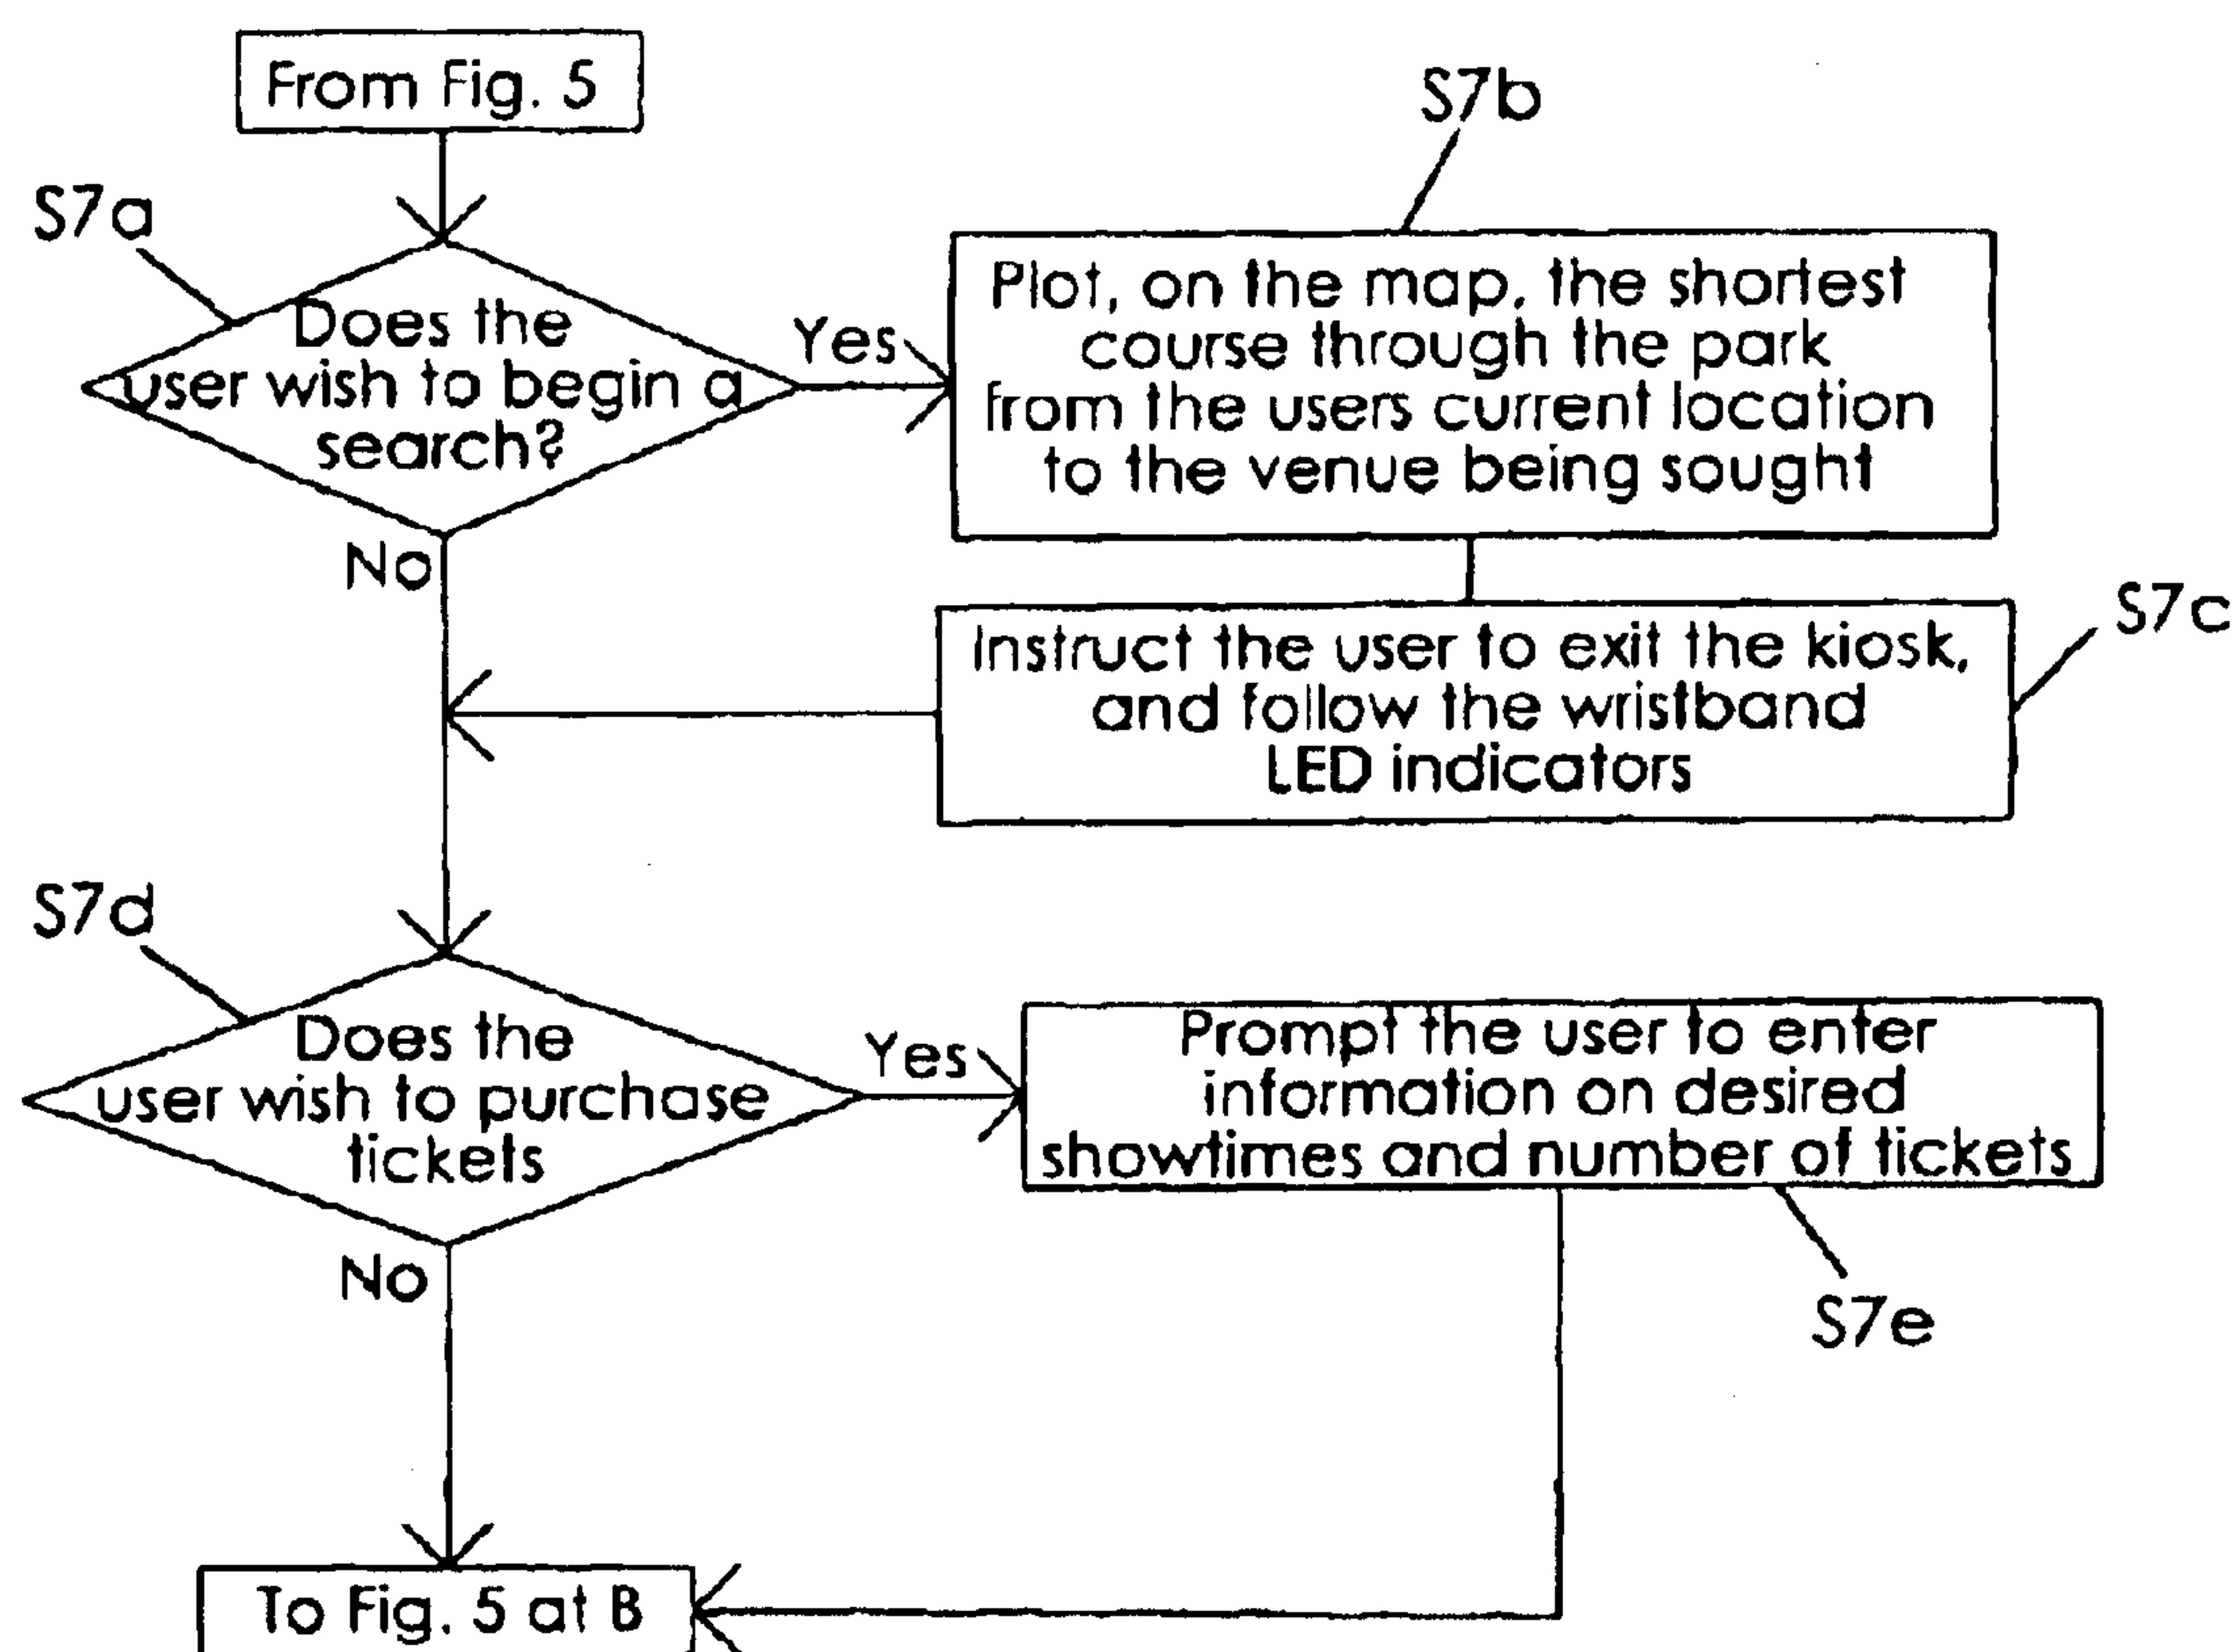 From Fig. 5
S7b
S7a
Does the
user wish to begin a
search?
Yes
Plot, on the map, the shortest
course through the park
from the users current location
to the venue being sought
No
S7c
Instruct the user to exit the kiosk,
and follow the wristband
LED indicators
S7d
Does the
user wish to purchase
tickets
Yes
Prompt the user to enter
information on desired
showtimes and number of tickets
No
S7e
To Fig. 5 at B